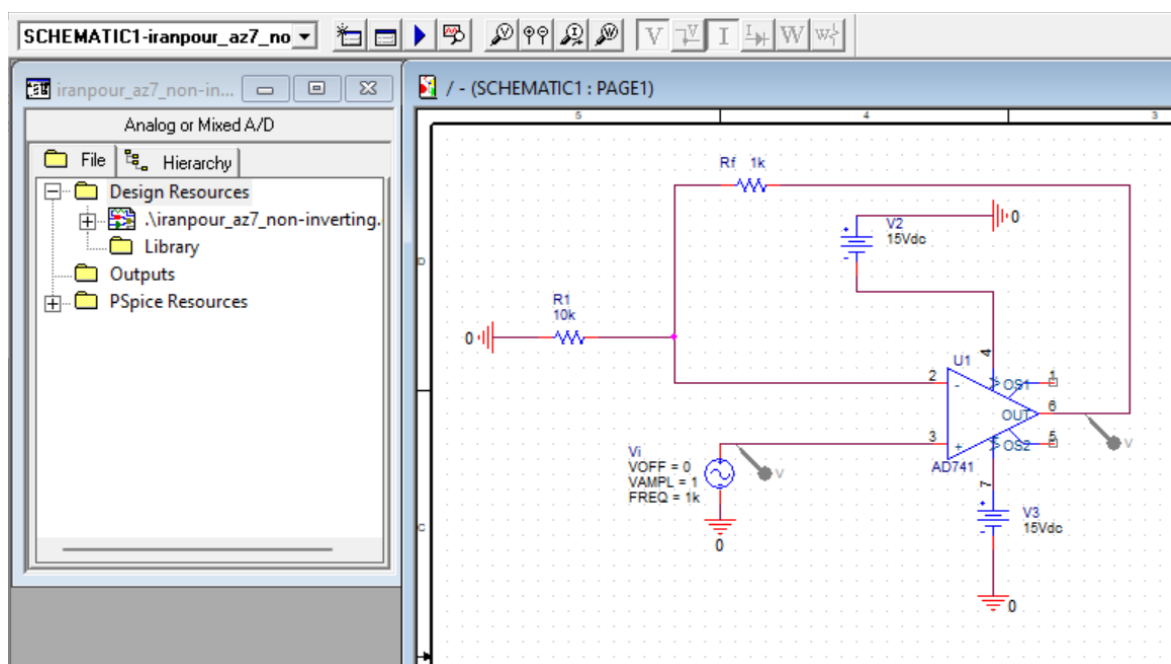 SCHEMATIC1-iranpour_az7_no
iranpour_az7_non-in...
Analog or Mixed A/D
File
Hierarchy
Design Resources
.\iranpour_az7_non-inverting.
Library
Outputs
PSpice Resources
/ - (SCHEMATIC1 : PAGE1)
5
4
3
D
C
Rf 1k
V2
15Vdc
0
R1
10k
0
U1
4
2
-
OS1
1
OUT
6
3
+
OS2
5
AD741
7
V
V
Vi
VOFF = 0
VAMPL = 1
FREQ = 1k
0
V3
15Vdc
0